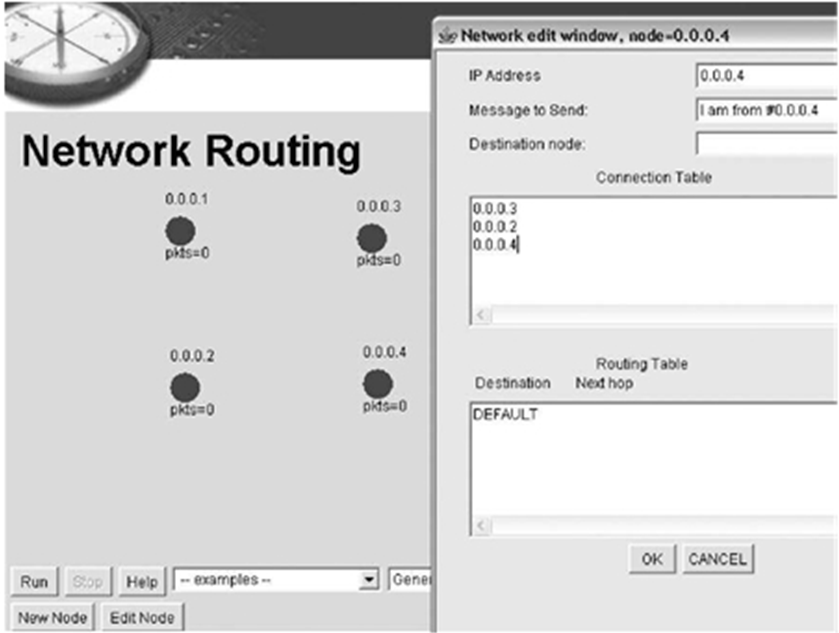 Network Routing
0.0.0.1
pkts=0
0.0.0.3
pkts=0
0.0.0.2
pkts=0
0.0.0.4
pkts=0
Run Stop Help -- examples -- Gener
New Node Edit Node
Network edit window, node=0.0.0.4
IP Address 0.0.0.4
Message to Send: I am from #0.0.0.4
Destination node:
Connection Table
0.0.0.3
0.0.0.2
0.0.0.4
Routing Table
Destination Next hop
DEFAULT
OK CANCEL